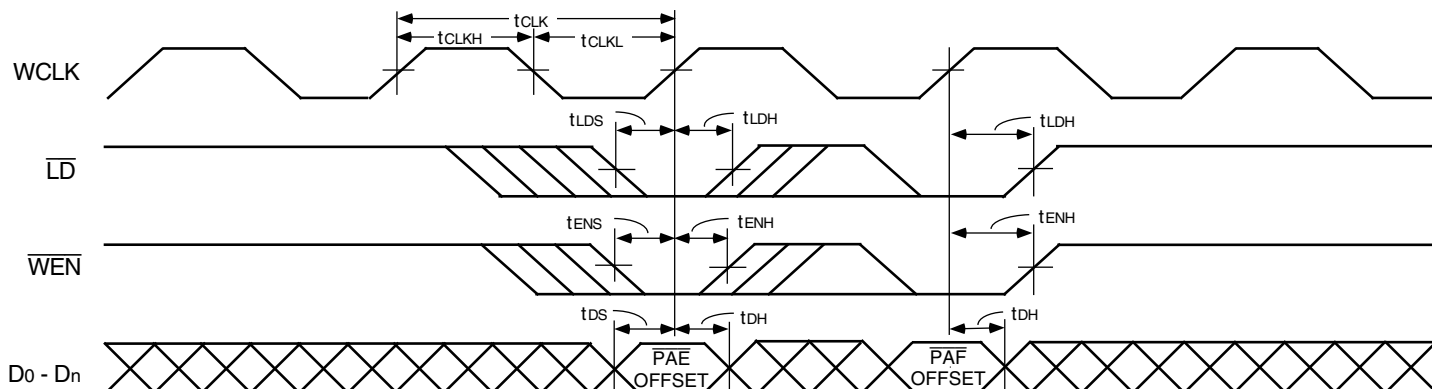 tCLK
tCLKH
tCLKL
WCLK
tLDS
tLDH
tLDH
LD
tENS
tENH
tENH
WEN
tDS
tDH
tDH
D0 - Dn
PAE
OFFSET
PAF
OFFSET